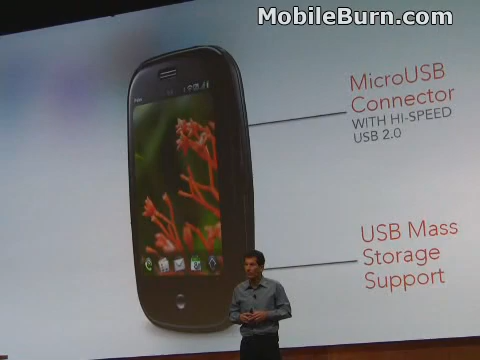 MobileBurn.com
MicroUSB
Connector
WITH HI-SPEED
USB 2.0
USB Mass
Storage
Support